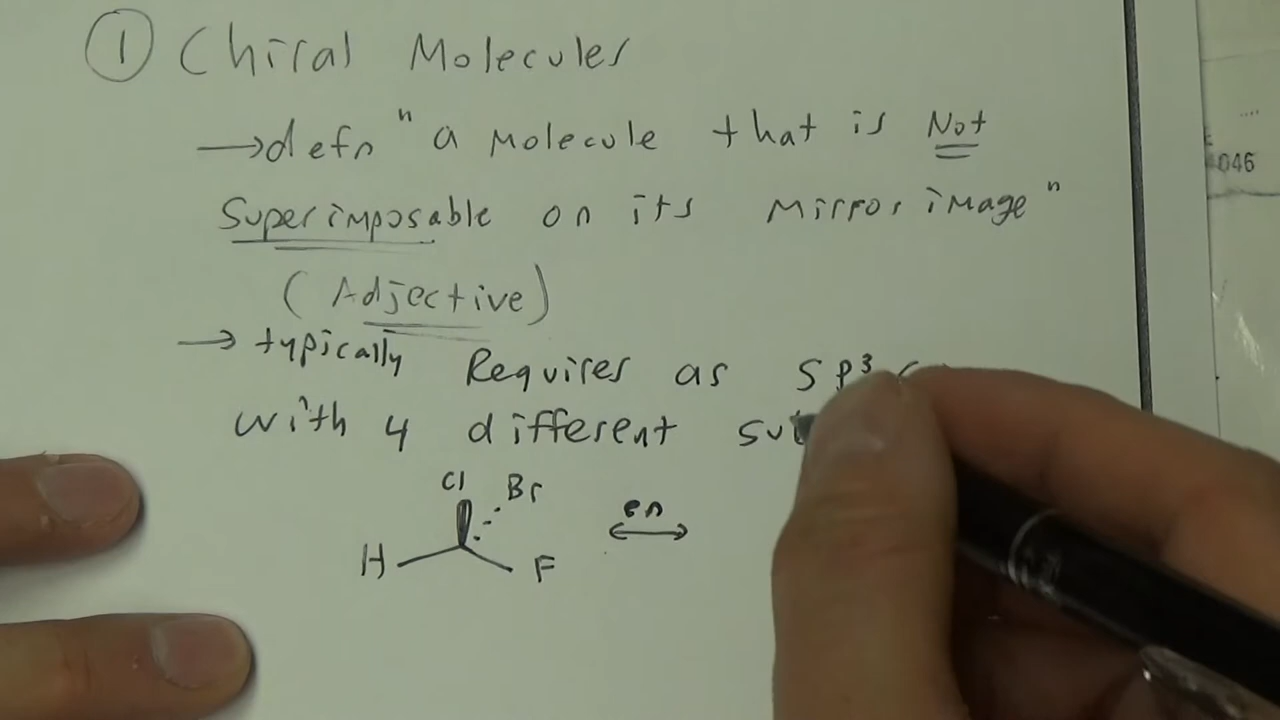 ① Chiral Molecules
→ defn "a Molecule that is Not
Superimposable on its Mirror image"
(Adjective)
→ typically Requires as SP³
with 4 different
Cl Br
H F
en
046